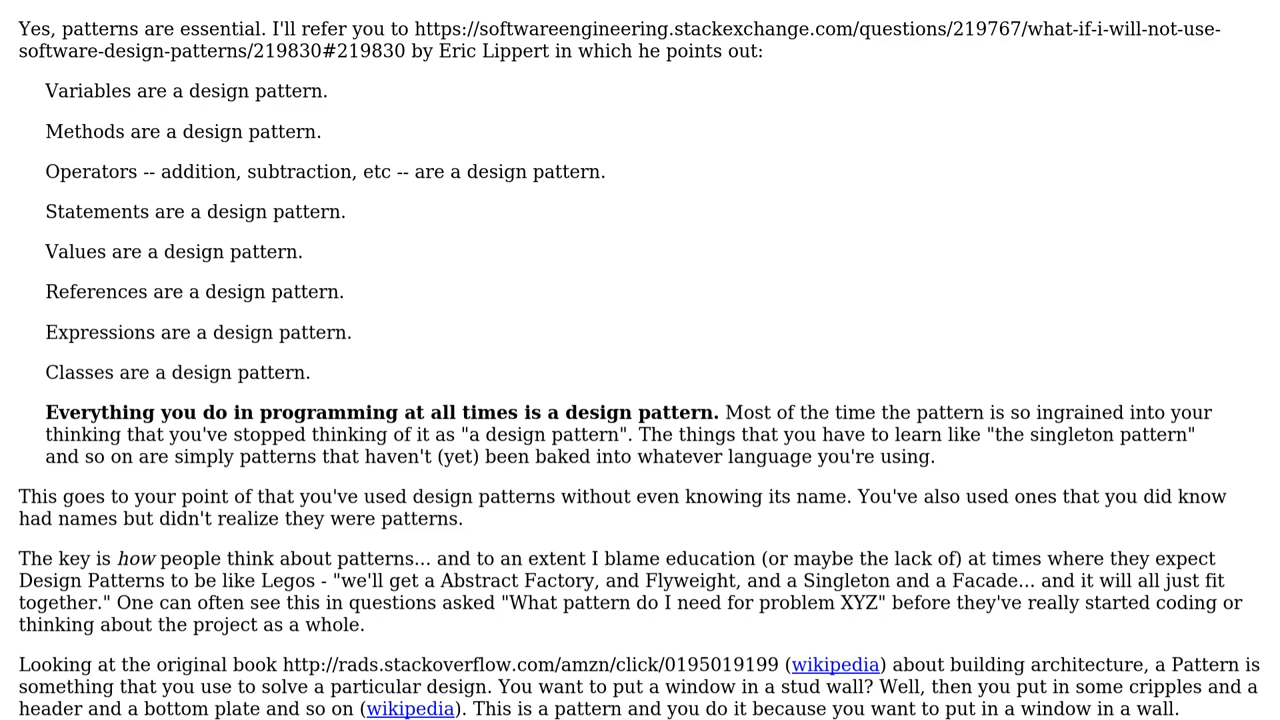 Yes, patterns are essential. I'll refer you to https://softwareengineering.stackexchange.com/questions/219767/what-if-i-will-not-use-
software-design-patterns/219830#219830 by Eric Lippert in which he points out:
Variables are a design pattern.
Methods are a design pattern.
Operators -- addition, subtraction, etc -- are a design pattern.
Statements are a design pattern.
Values are a design pattern.
References are a design pattern.
Expressions are a design pattern.
Classes are a design pattern.
Everything you do in programming at all times is a design pattern. Most of the time the pattern is so ingrained into your
thinking that you've stopped thinking of it as "a design pattern". The things that you have to learn like "the singleton pattern"
and so on are simply patterns that haven't (yet) been baked into whatever language you're using.
This goes to your point of that you've used design patterns without even knowing its name. You've also used ones that you did know
had names but didn't realize they were patterns.
The key is how people think about patterns... and to an extent I blame education (or maybe the lack of) at times where they expect
Design Patterns to be like Legos - "we'll get a Abstract Factory, and Flyweight, and a Singleton and a Facade... and it will all just fit
together." One can often see this in questions asked "What pattern do I need for problem XYZ" before they've really started coding or
thinking about the project as a whole.
Looking at the original book http://rads.stackoverflow.com/amzn/click/0195019199 (wikipedia) about building architecture, a Pattern is
something that you use to solve a particular design. You want to put a window in a stud wall? Well, then you put in some cripples and a
header and a bottom plate and so on (wikipedia). This is a pattern and you do it because you want to put in a window in a wall.